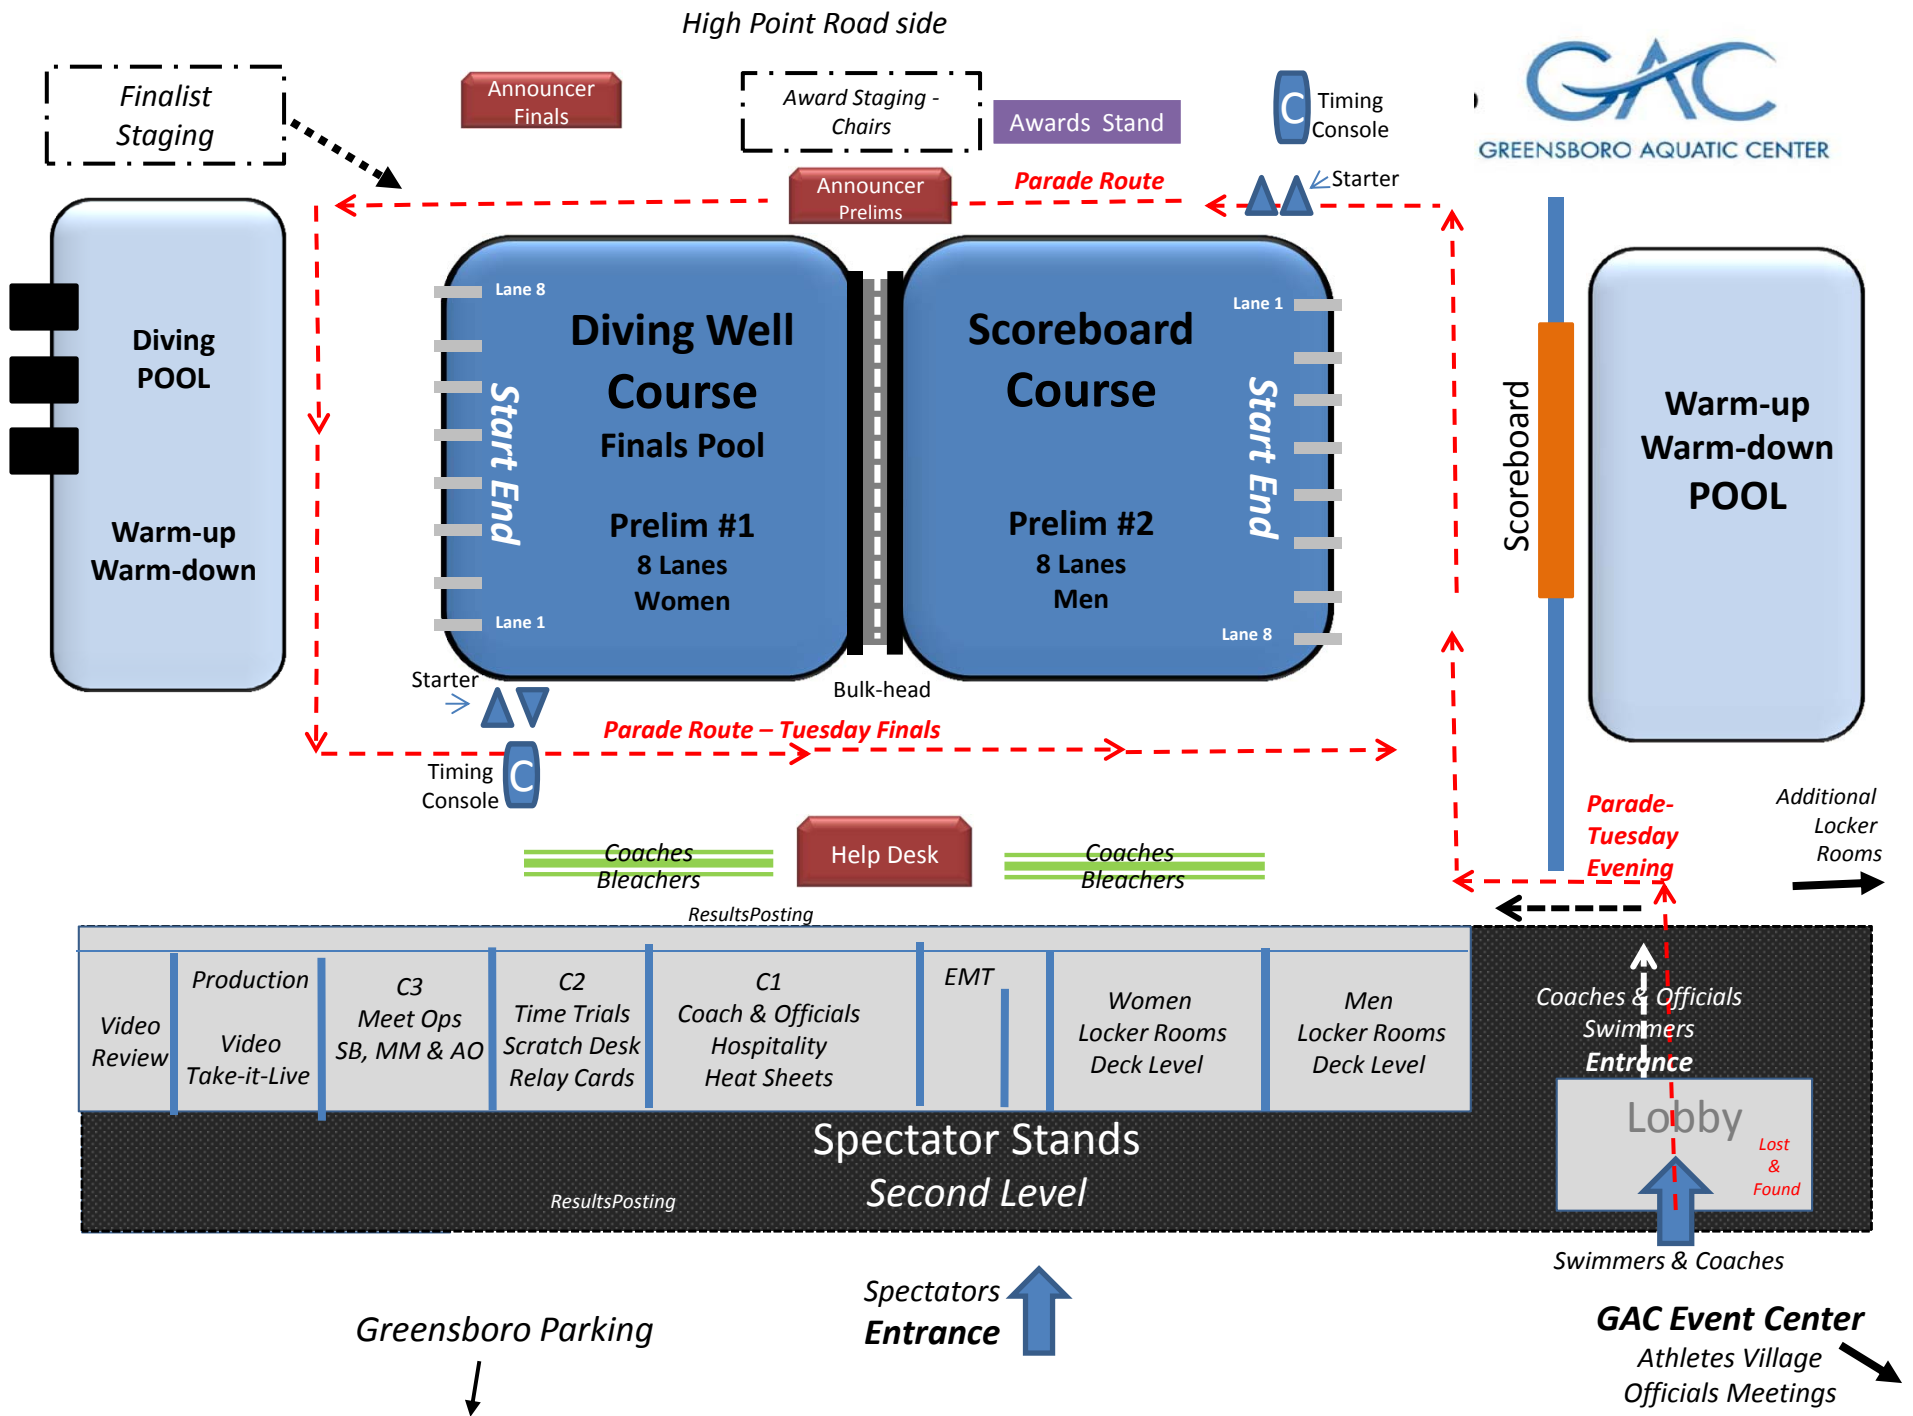 High Point Road side
Finalist
Staging
Announcer
Finals
Award Staging -
Chairs
Awards  Stand
C
Timing
Console
GAC
GREENSBORO AQUATIC CENTER
Announcer
Prelims
Parade Route
Starter
Diving
POOL
Warm-up
Warm-down
Lane 8
Start End
Lane 1
Diving Well
Course
Finals Pool
Prelim #1
8 Lanes
Women
Scoreboard
Course
Prelim #2
8 Lanes
Men
Lane 1
Start End
Lane 8
Scoreboard
Warm-up
Warm-down
POOL
Starter
Bulk-head
Parade Route – Tuesday Finals
Timing
Console
C
Parade-
Tuesday
Evening
Additional
Locker
Rooms
Coaches
Bleachers
Help Desk
Coaches
Bleachers
ResultsPosting
Video
Review
Production
Video
Take-it-Live
C3
Meet Ops
SB, MM & AO
C2
Time Trials
Scratch Desk
Relay Cards
C1
Coach & Officials
Hospitality
Heat Sheets
EMT
Women
Locker Rooms
Deck Level
Men
Locker Rooms
Deck Level
Coaches & Officials
Swimmers
Entrance
Lobby
Lost
&
Found
Spectator Stands
Second Level
ResultsPosting
Swimmers & Coaches
Spectators
Entrance
Greensboro Parking
GAC Event Center
Athletes Village
Officials Meetings